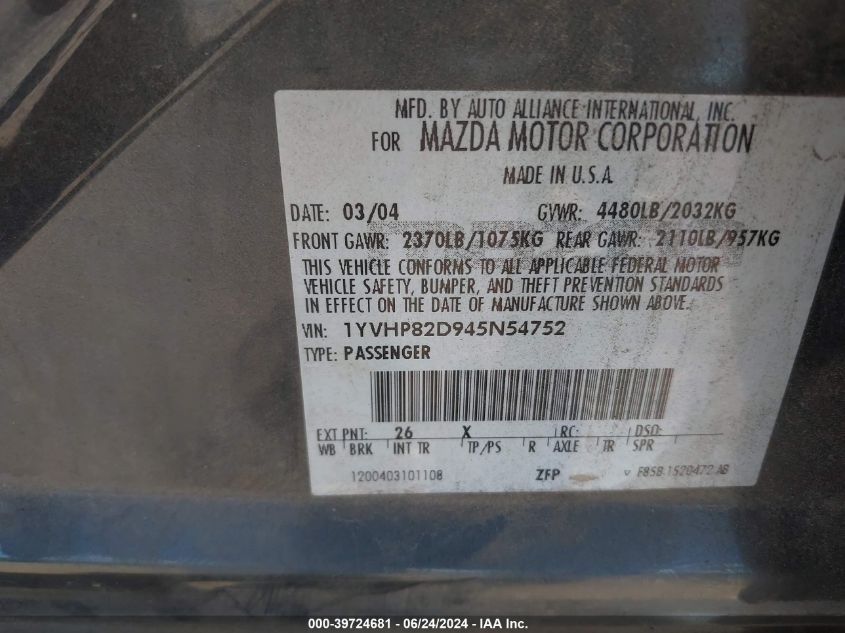 MFD. BY AUTO ALLIANCE INTERNATIONAL, INC.
FOR MAZDA MOTOR CORPORATION
MADE IN U.S.A
DATE: 03/04 GVWR: 4480LB/2032KG
FRONT GAWR: 2370LB/1075KG REAR GAWR: 2110LB/957KG
THIS VEHICLE CONFORMS TO ALL APPLICABLE FEDERAL MOTOR
VEHICLE SAFETY, BUMPER, AND THEFT PREVENTION STANDARDS
IN EFFECT ON THE DATE OF MANUFACTURE SHOWN ABOVE.
VIN: 1YVHP82D945N54752
TYPE: PASSENGER
EXT PNT: 26 X RC: DSO:
WB BRK INT TR TP/PS R AXLE TR SPR
1200403101108 ZFP F85B-1520472-AB
000-39724681 / 06/24/2024 - IAA Inc.